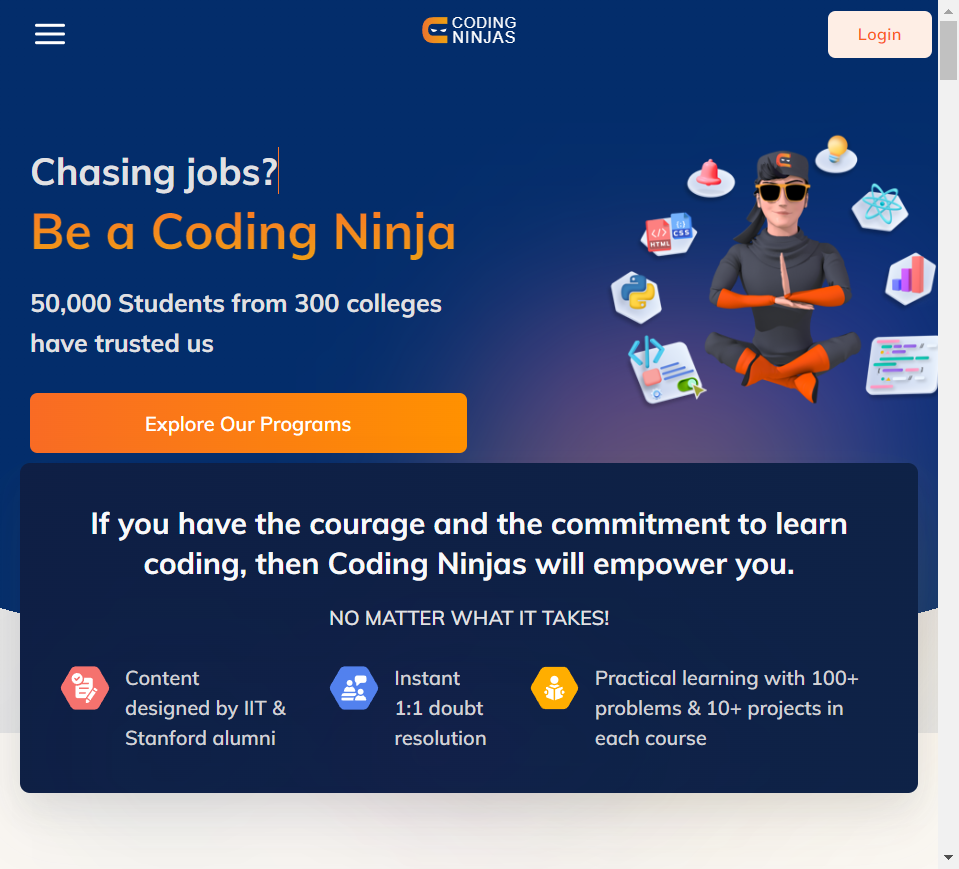 CODING
NINJAS
Login
Chasing jobs?
Be a Coding Ninja
50,000 Students from 300 colleges
have trusted us
HTML
CSS
Explore Our Programs
If you have the courage and the commitment to learn
coding, then Coding Ninjas will empower you.
NO MATTER WHAT IT TAKES!
Content
designed by IIT &
Stanford alumni
Instant
1:1 doubt
resolution
Practical learning with 100+
problems & 10+ projects in
each course